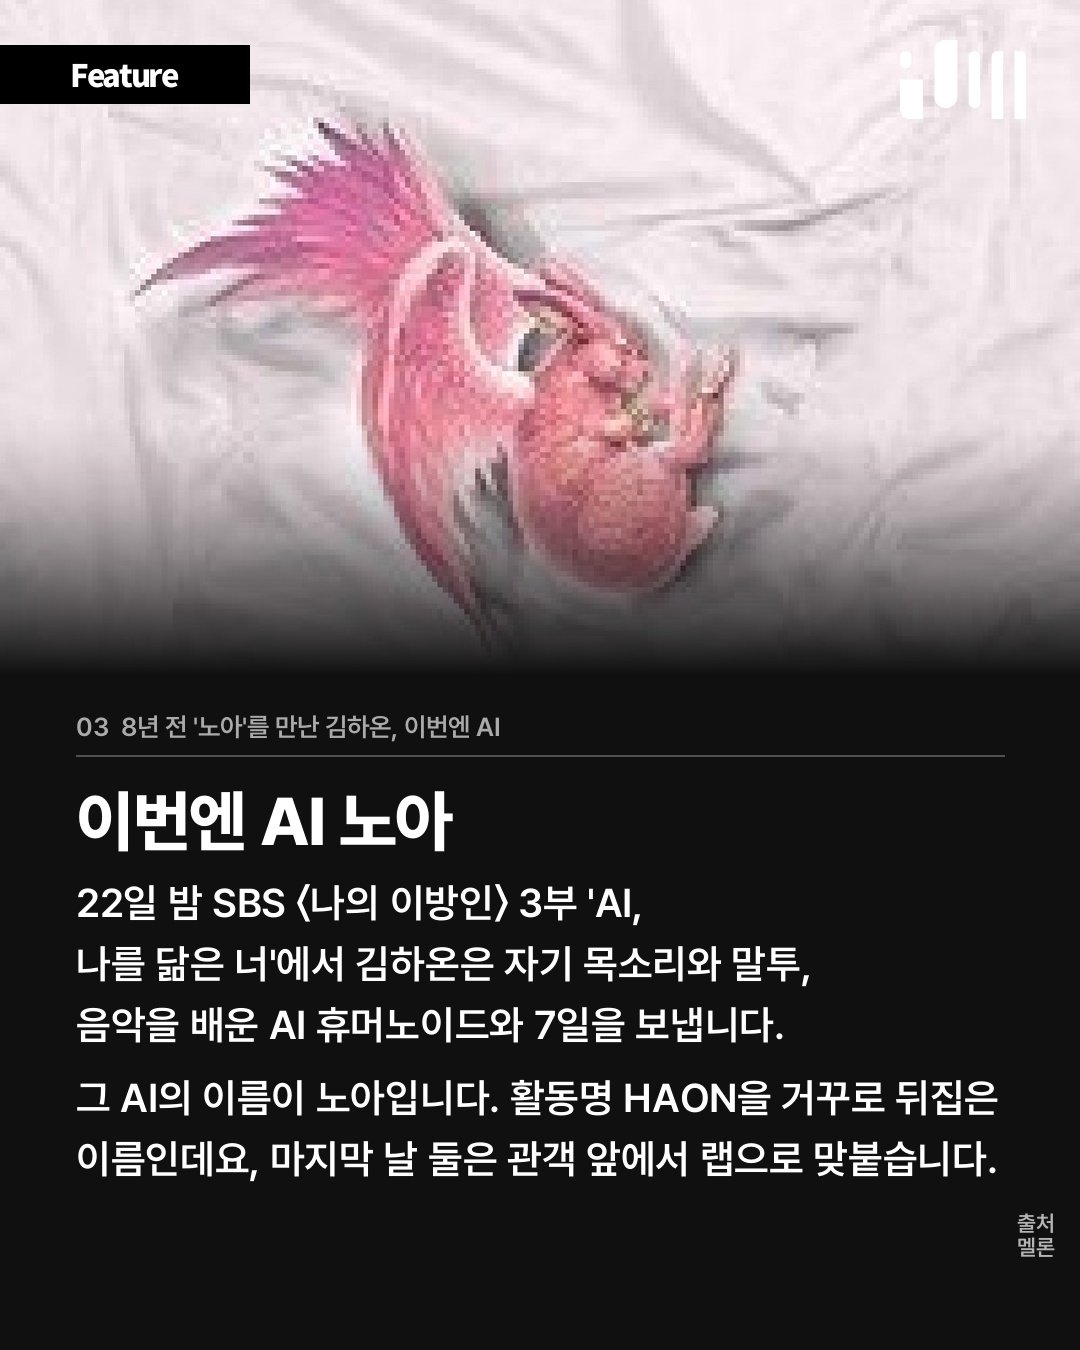 Feature
03 8년 전 '노아'를 만난 김하온, 이번엔 AI
이번엔 AI 노아
22일 밤 SBS 〈나의 이방인〉 3부 'AI,
나를 닮은 너'에서 김하온은 자기 목소리와 말투,
음악을 배운 AI 휴머노이드와 7일을 보냅니다.
그 AI의 이름이 노아입니다. 활동명 HAON을 거꾸로 뒤집은
이름인데요, 마지막 날 둘은 관객 앞에서 랩으로 맞붙습니다.
출처
멜론